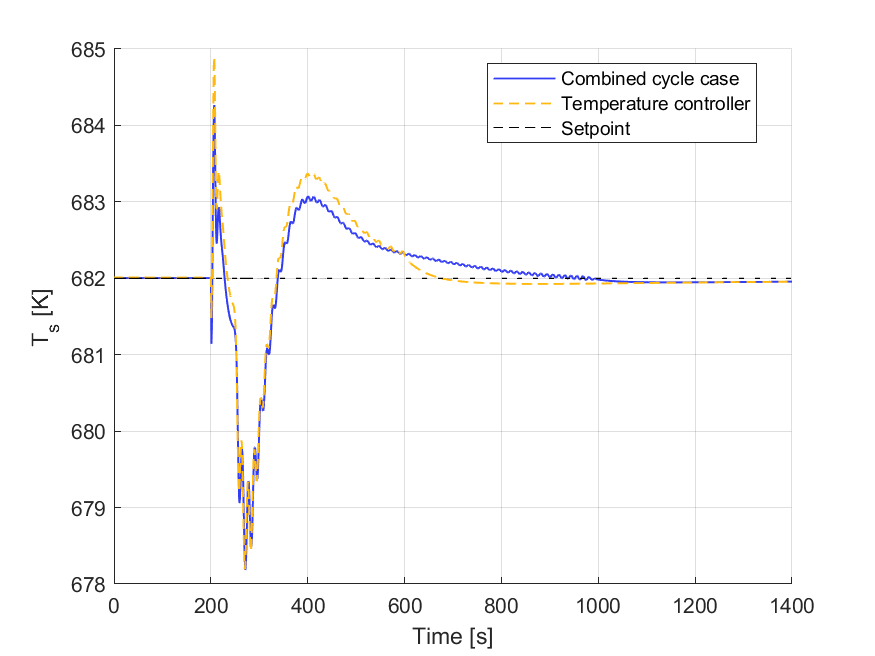 685
684
683
682
681
680
679
678
T_s [K]
0 200 400 600 800 1000 1200 1400
Time [s]
Combined cycle case
Temperature controller
Setpoint